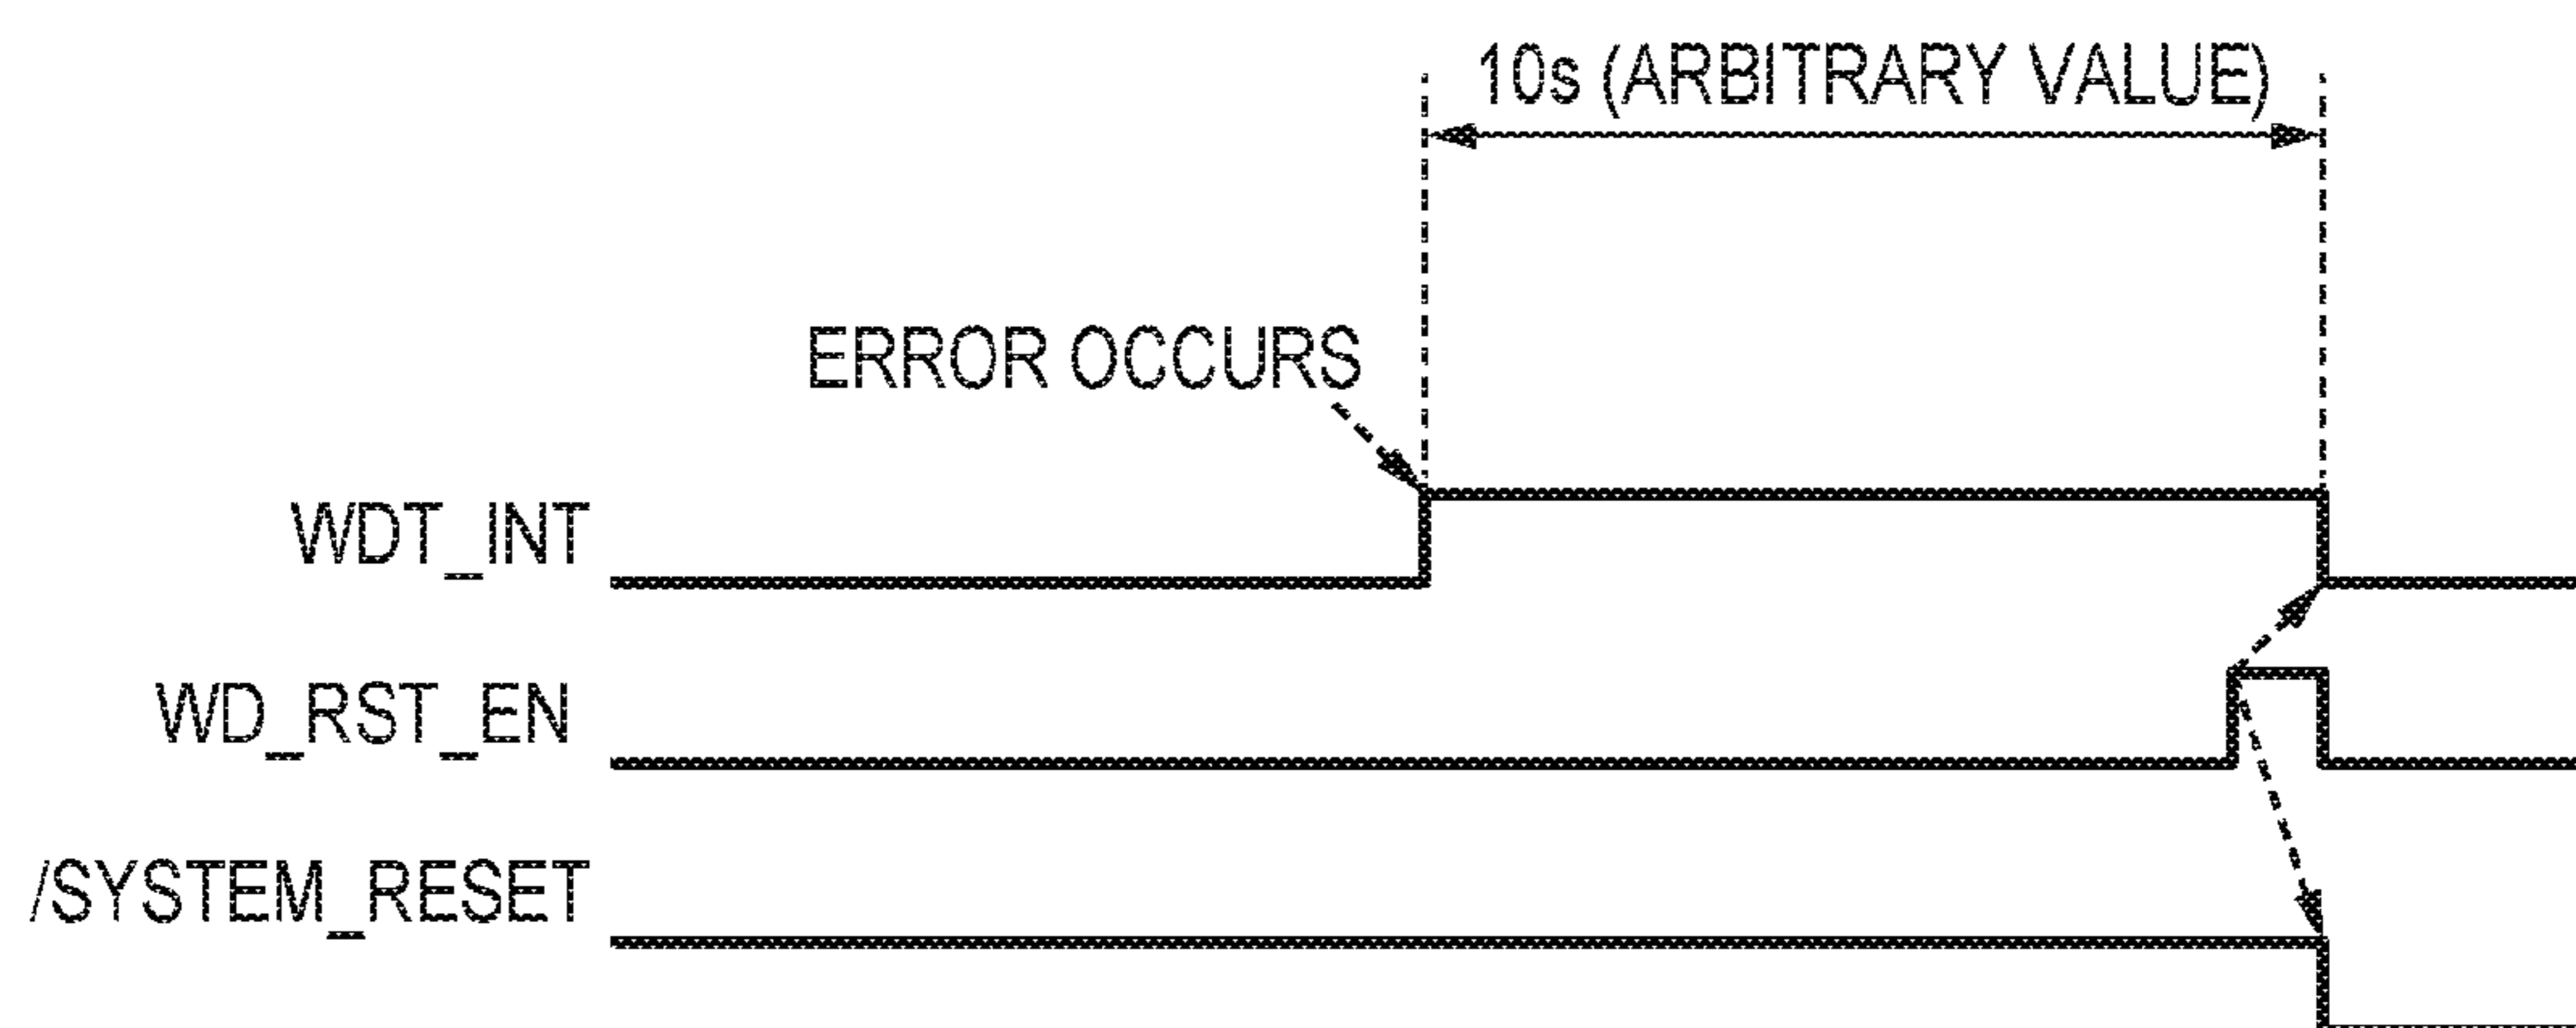 10s (ARBITRARY VALUE)
ERROR OCCURS
WDT_INT
WD_RST_EN
/SYSTEM_RESET